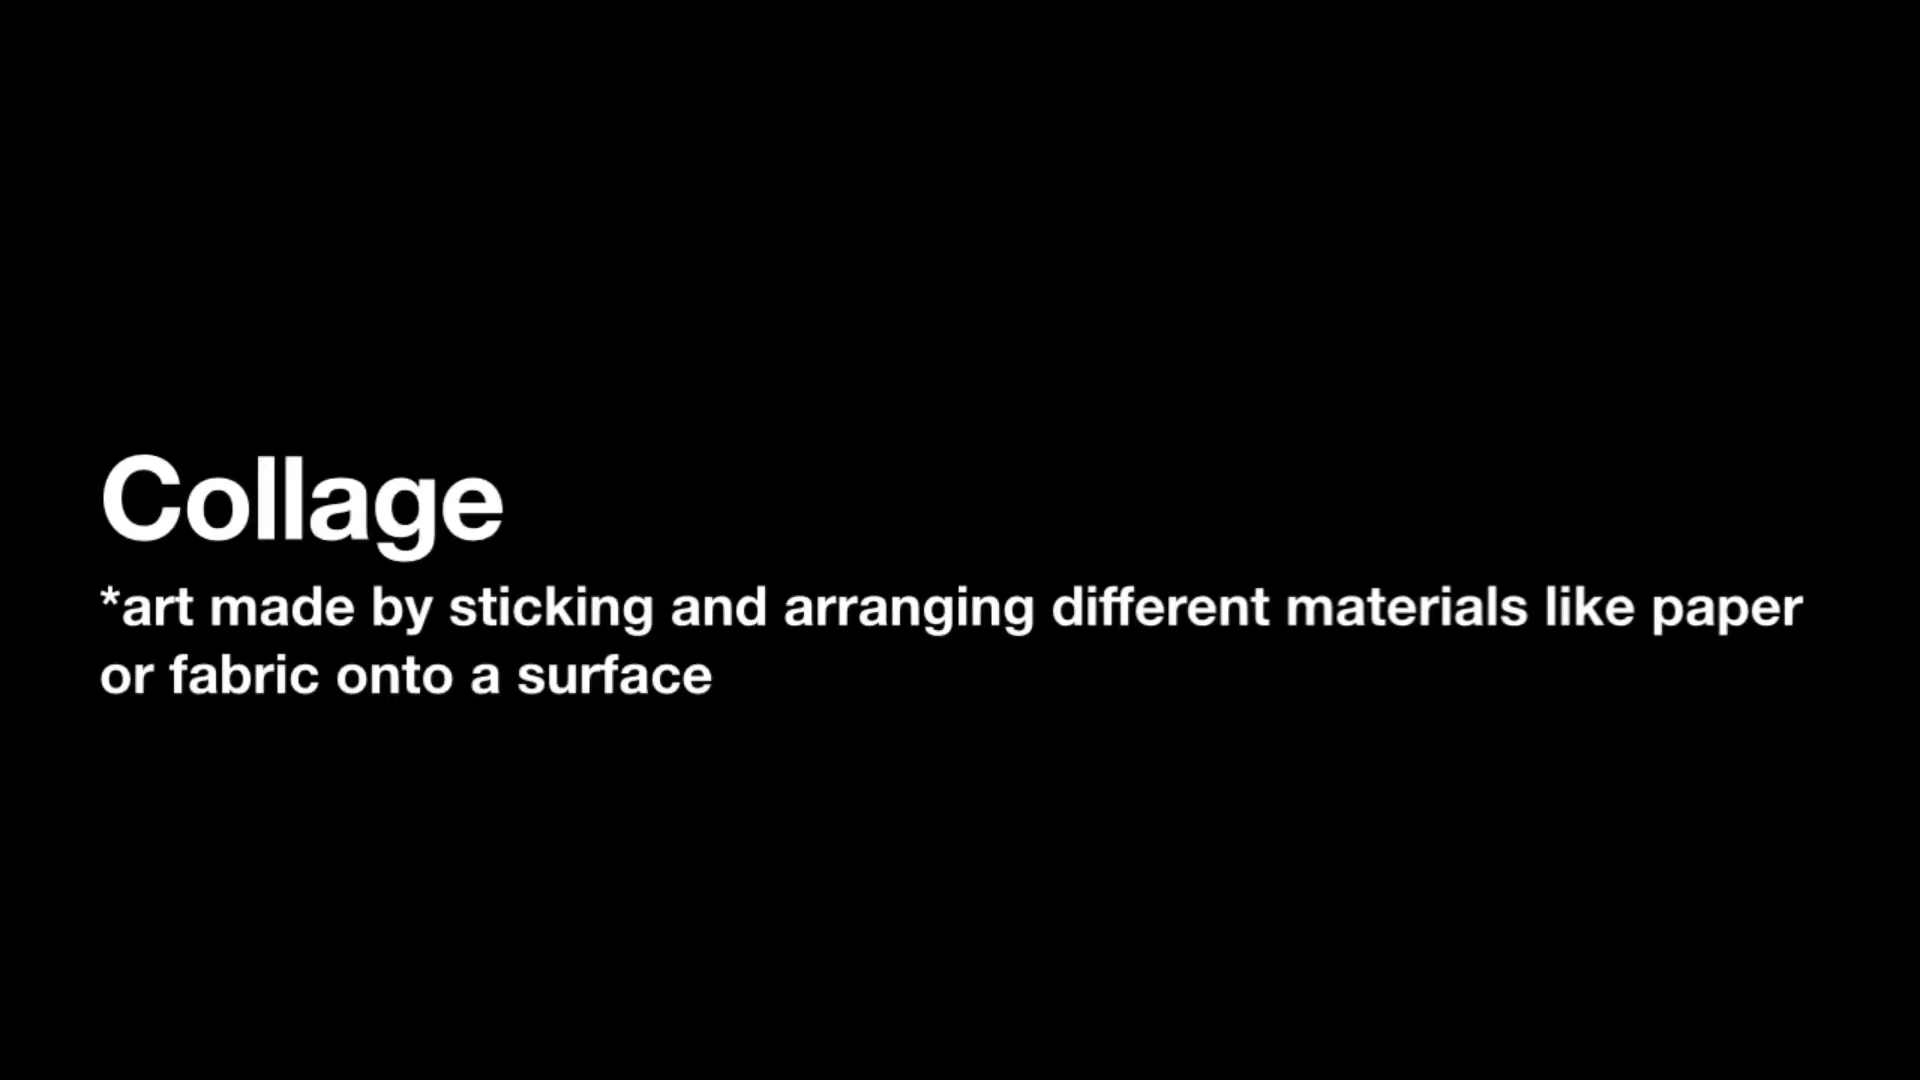 Collage
*art made by sticking and arranging different materials like paper
or fabric onto a surface